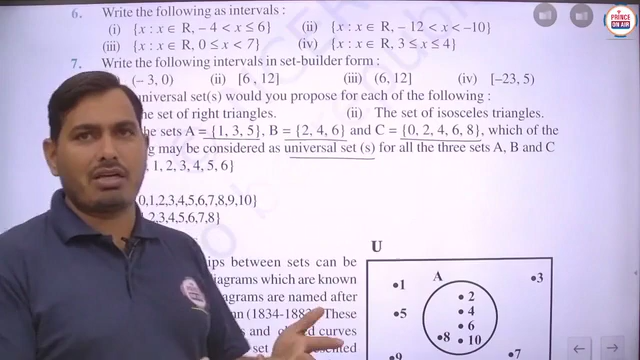 6. Write the following as intervals :
(i) {x : x ∈ R, – 4 < x ≤ 6} (ii) {x : x ∈ R, – 12 < x < –10}
(iii) {x : x ∈ R, 0 ≤ x < 7} (iv) {x : x ∈ R, 3 ≤ x ≤ 4}
7. Write the following intervals in set-builder form :
(– 3, 0) (ii) [6 , 12] (iii) (6, 12] (iv) [–23, 5)
universal set(s) would you propose for each of the following :
set of right triangles. (ii) The set of isosceles triangles.
the sets A = {1, 3, 5}, B = {2, 4, 6} and C = {0, 2, 4, 6, 8}, which of the
may be considered as universal set (s) for all the three sets A, B and C
1, 2, 3, 4, 5, 6}
0,1,2,3,4,5,6,7,8,9,10}
2,3,4,5,6,7,8}
between sets can be
diagrams which are known
are named after
(1834-1883). These
and curves
set
U
A
•1
•3
•5
•2
•4
•6
•8
•10
•9
•7
PRINCE
ON AIR